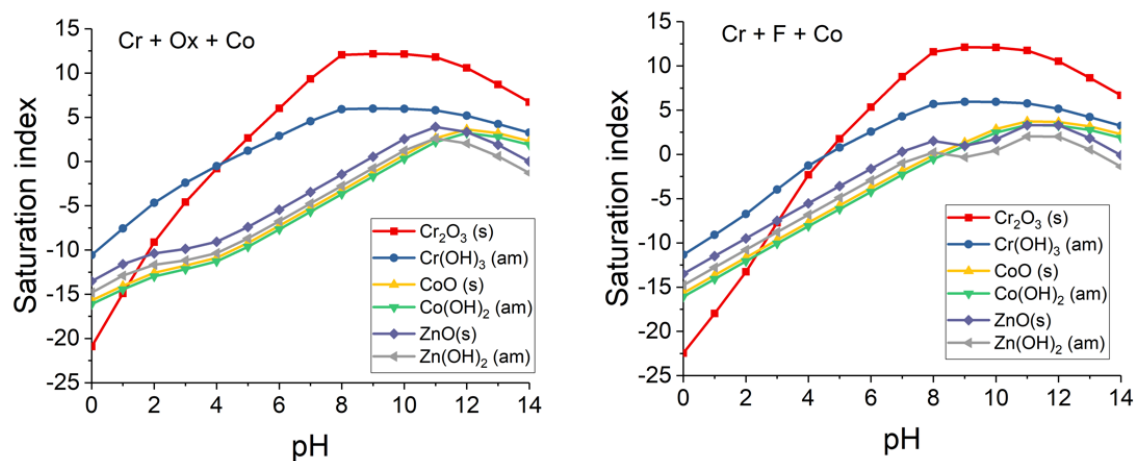 Cr + Ox + Co
Saturation index
15
10
5
0
-5
-10
-15
-20
-25
Cr₂O₃ (s)
Cr(OH)₃ (am)
CoO (s)
Co(OH)₂ (am)
ZnO(s)
Zn(OH)₂ (am)
0 2 4 6 8 10 12 14
pH
Cr + F + Co
Saturation index
15
10
5
0
-5
-10
-15
-20
-25
Cr₂O₃ (s)
Cr(OH)₃ (am)
CoO (s)
Co(OH)₂ (am)
ZnO(s)
Zn(OH)₂ (am)
0 2 4 6 8 10 12 14
pH